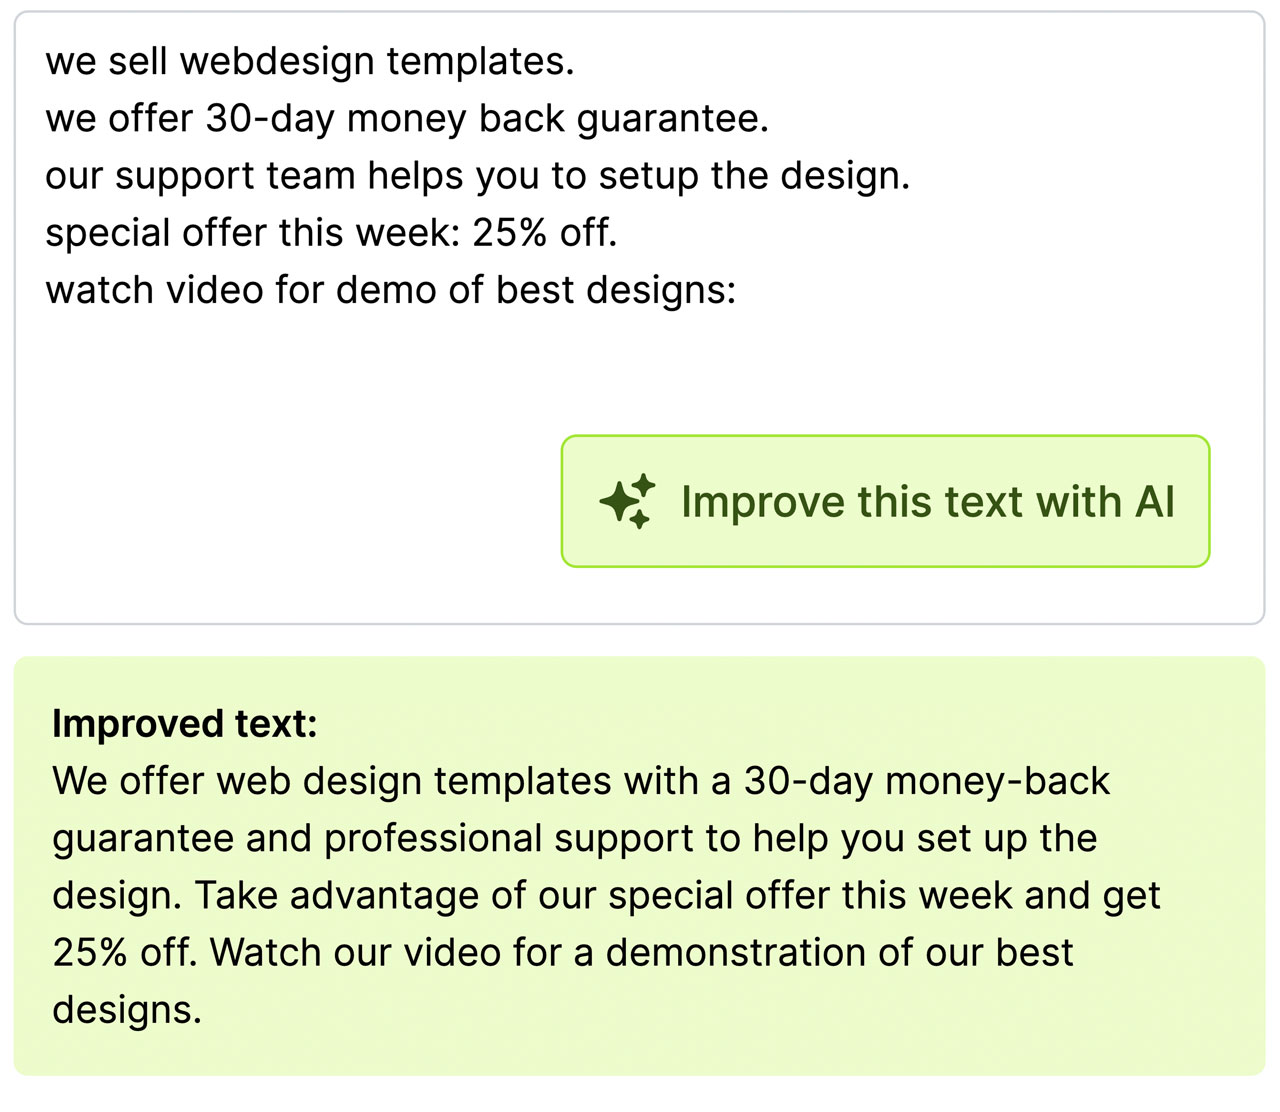 we sell webdesign templates.
we offer 30-day money back guarantee.
our support team helps you to setup the design.
special offer this week: 25% off.
watch video for demo of best designs:
Improve this text with AI
Improved text:
We offer web design templates with a 30-day money-back
guarantee and professional support to help you set up the
design. Take advantage of our special offer this week and get
25% off. Watch our video for a demonstration of our best
designs.